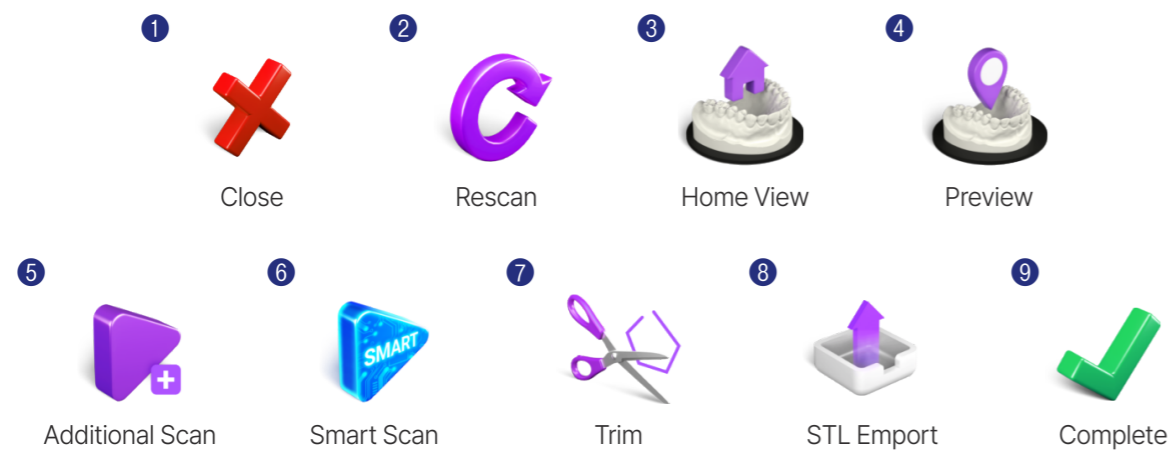 1 2 3 4
Close Rescan Home View Preview
5 6 7 8 9
SMART
Additional Scan Smart Scan Trim STL Emport Complete